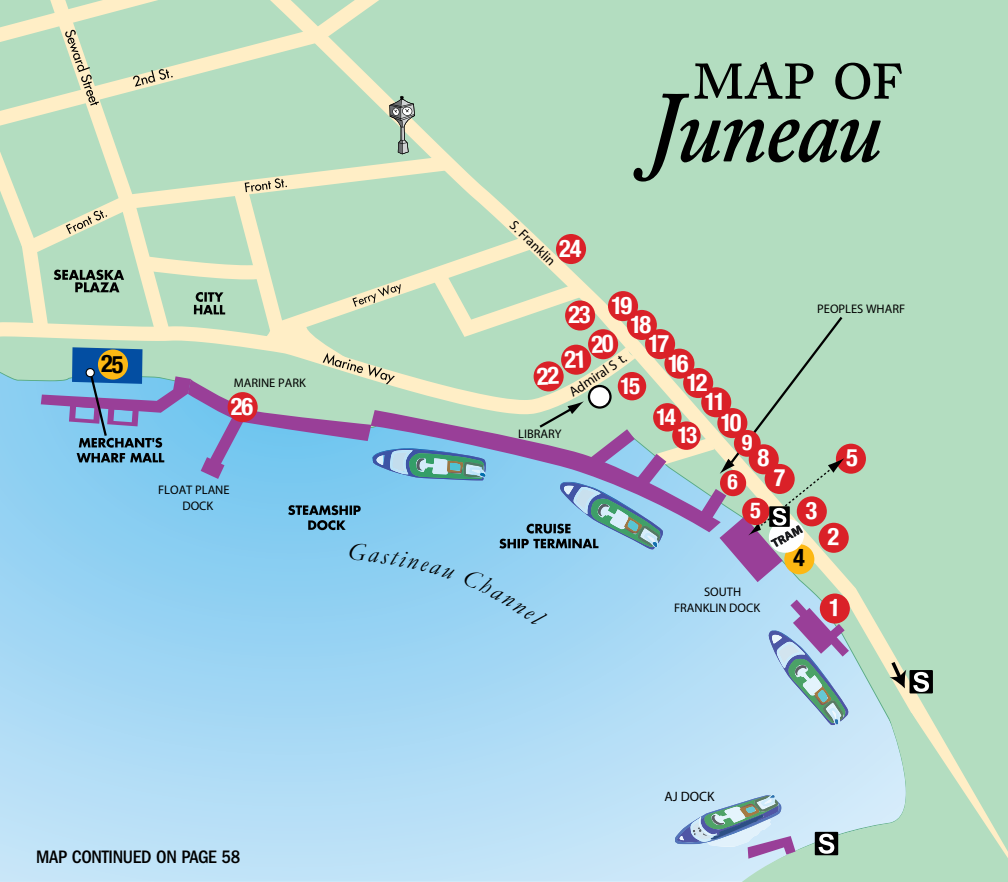 MAP OF
Juneau
Seward Street
2nd St.
Front St.
Front St.
S. Franklin
24
SEALASKA
PLAZA
CITY
HALL
Ferry Way
23
19
18
17
16
12
11
10
9
8
7
PEOPLES WHARF
20
21
22
Admiral S t.
15
14
13
LIBRARY
Marine Way
25
MARINE PARK
26
MERCHANT'S
WHARF MALL
FLOAT PLANE
DOCK
STEAMSHIP
DOCK
CRUISE
SHIP TERMINAL
Gastineau Channel
6
5
5
S
3
TRAM
2
4
SOUTH
FRANKLIN DOCK
1
S
AJ DOCK
S
MAP CONTINUED ON PAGE 58